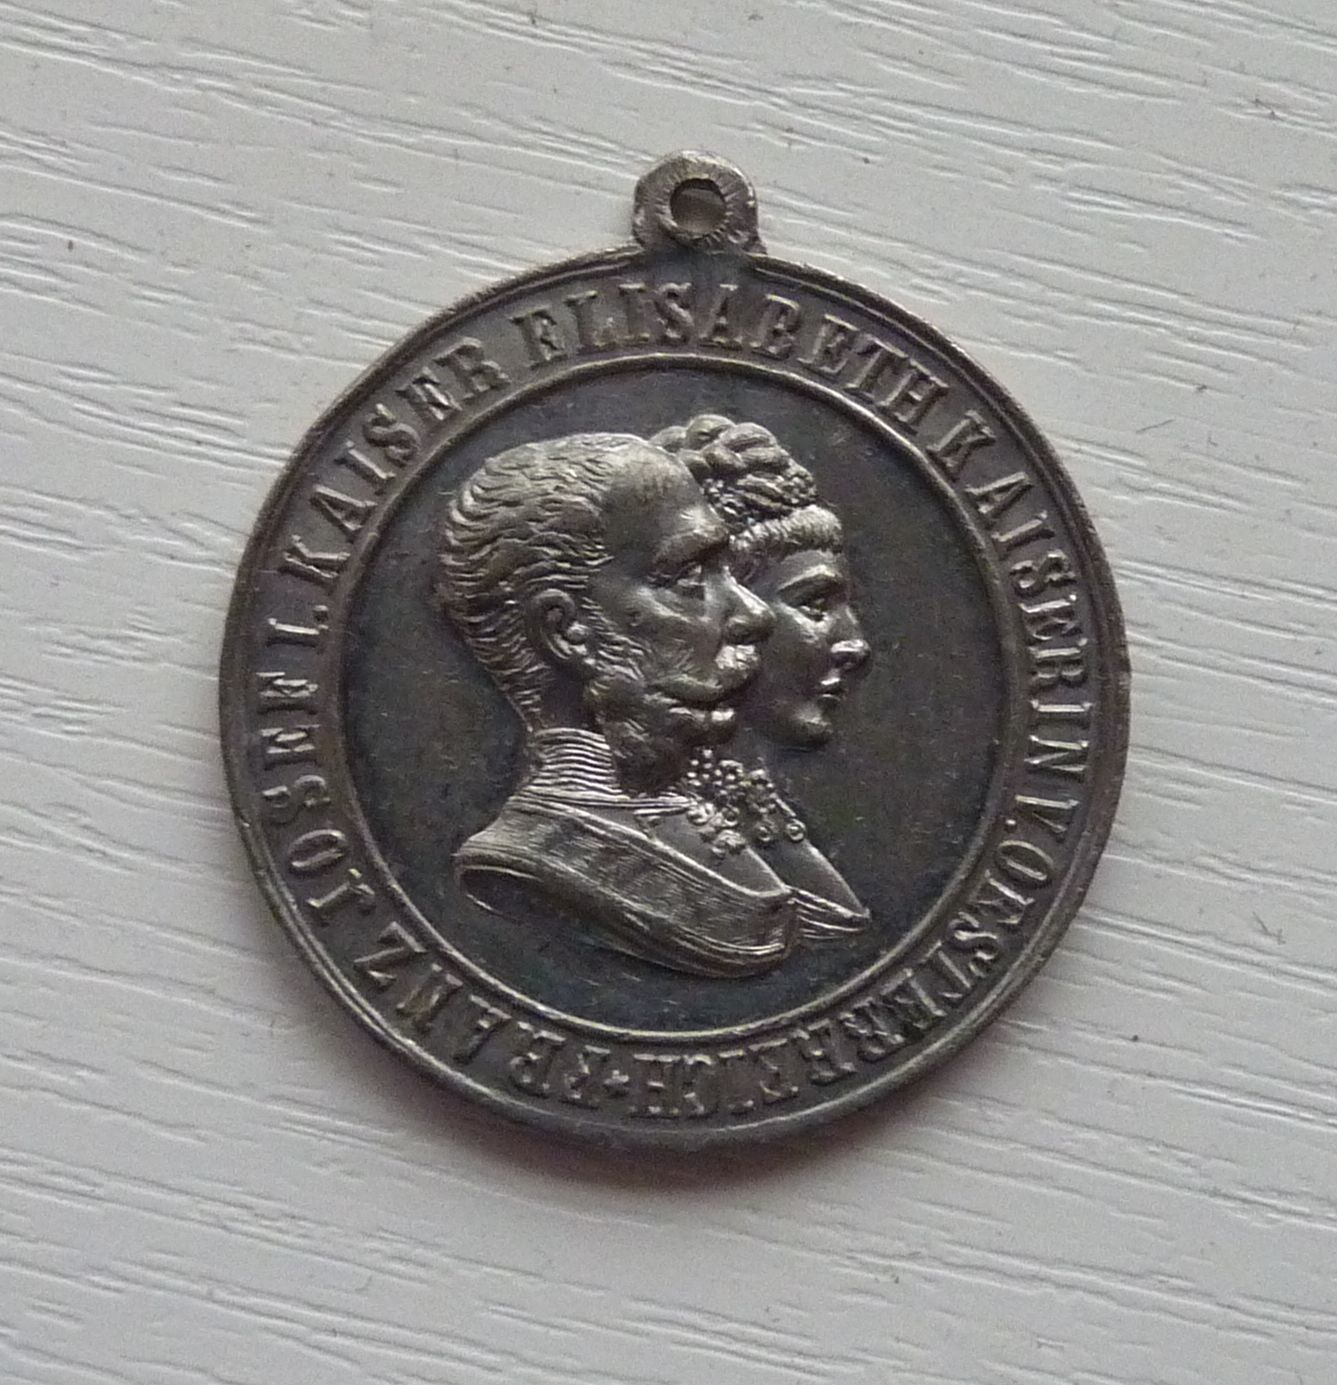 FRANZ JOSEF I. KAISER ELISABETH KAISERIN V. OESTERREICH *